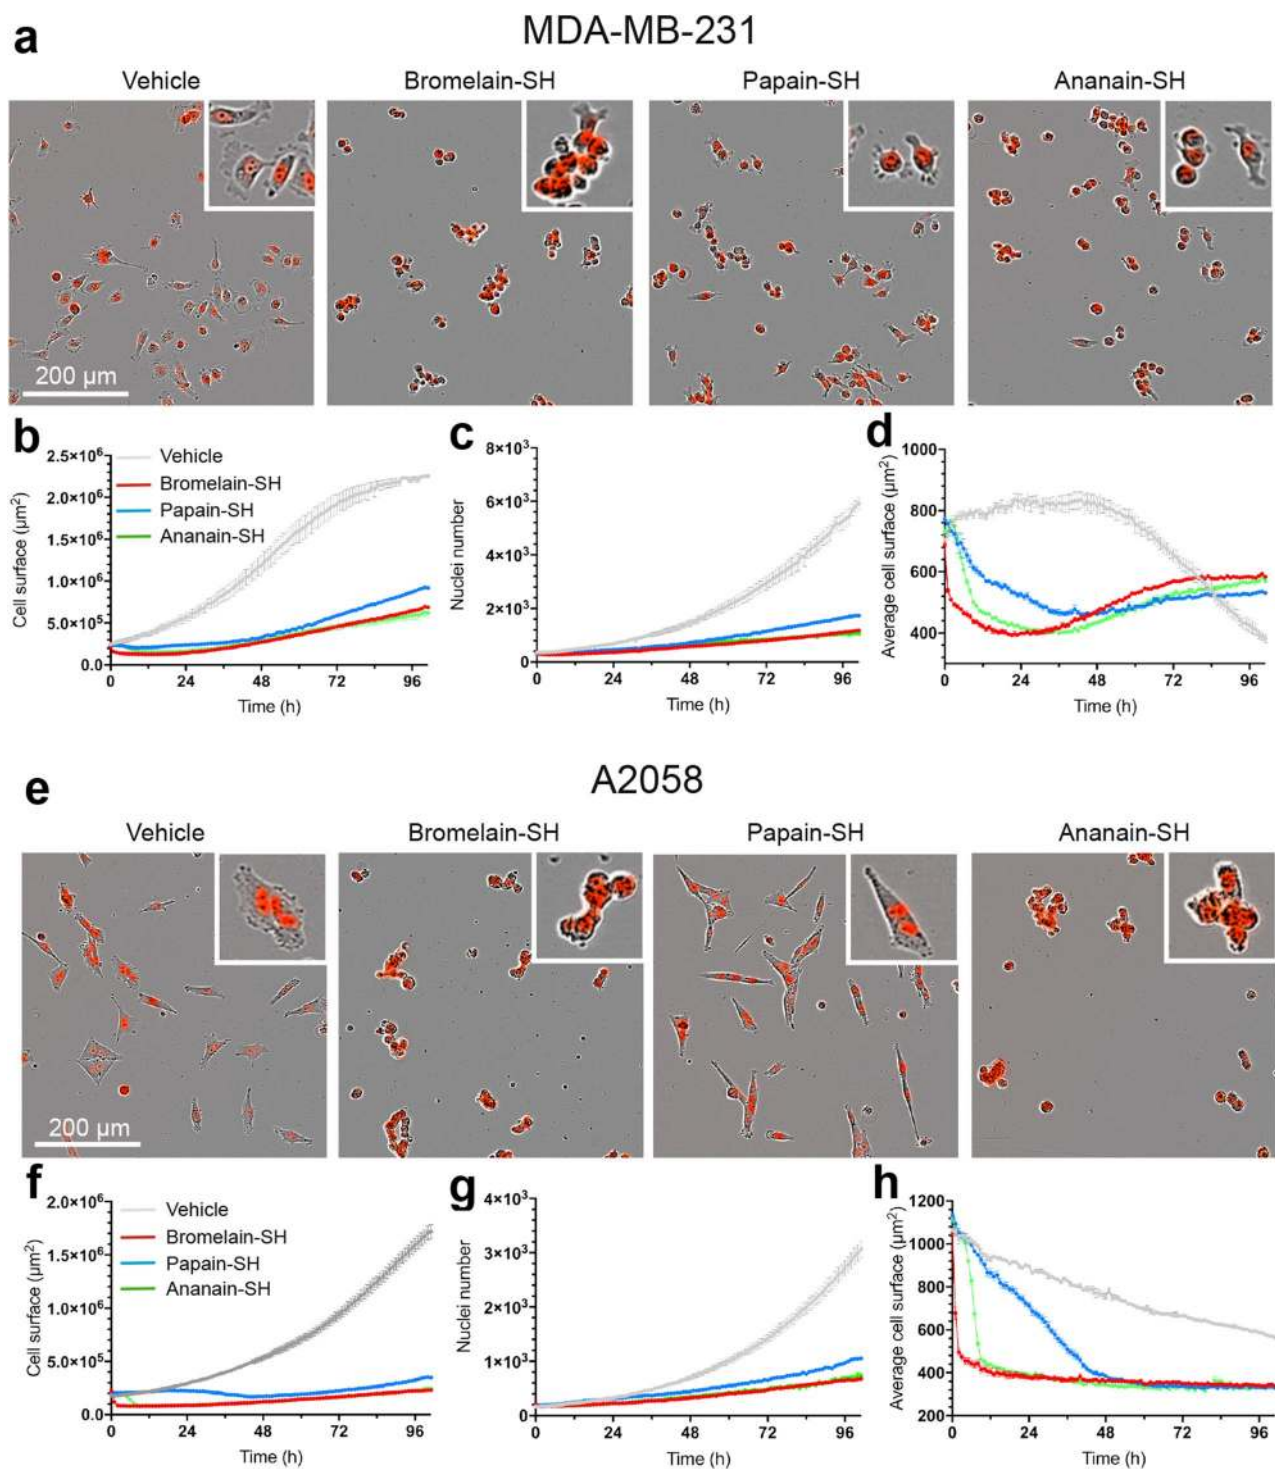 a
MDA-MB-231
Vehicle
Bromelain-SH
Papain-SH
Ananain-SH
200 µm
b
Cell surface (µm²)
2.5×10⁶
2.0×10⁶
1.5×10⁶
1.0×10⁶
5.0×10⁵
0.0
Vehicle
Bromelain-SH
Papain-SH
Ananain-SH
0 24 48 72 96
Time (h)
c
Nuclei number
8×10³
6×10³
4×10³
2×10³
0
0 24 48 72 96
Time (h)
d
Average cell surface (µm²)
1000
800
600
400
0 24 48 72 96
Time (h)
e
A2058
Vehicle
Bromelain-SH
Papain-SH
Ananain-SH
200 µm
f
Cell surface (µm²)
2.0×10⁶
1.5×10⁶
1.0×10⁶
5.0×10⁵
0.0
Vehicle
Bromelain-SH
Papain-SH
Ananain-SH
0 24 48 72 96
Time (h)
g
Nuclei number
4×10³
3×10³
2×10³
1×10³
0
0 24 48 72 96
Time (h)
h
Average cell surface (µm²)
1200
1000
800
600
400
200
0 24 48 72 96
Time (h)